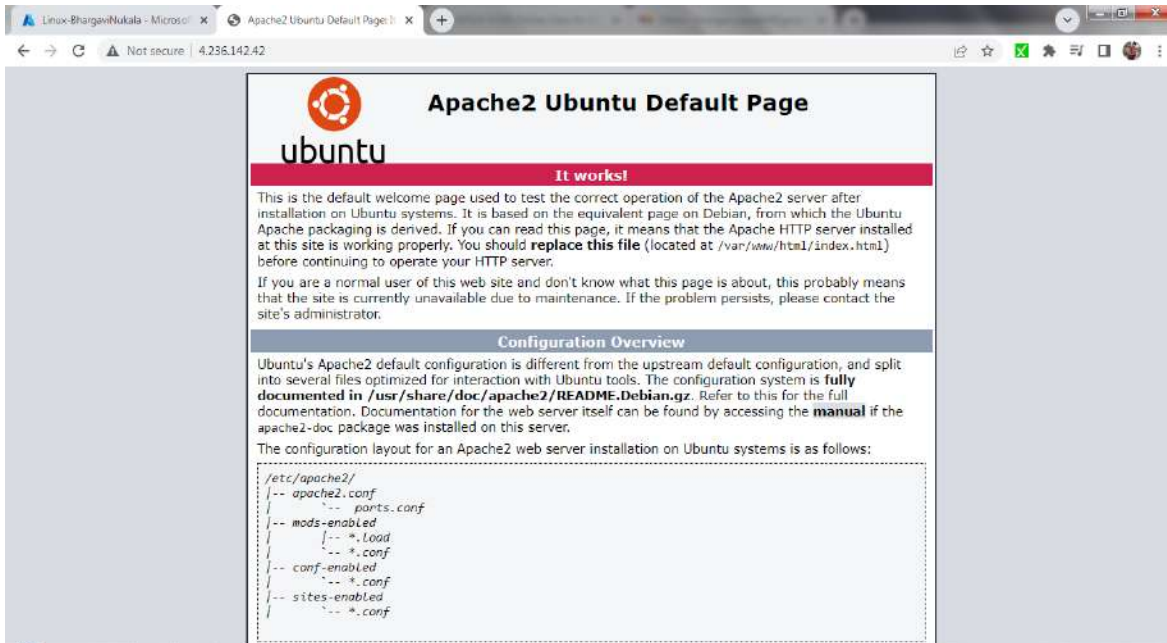 Linux-BhargaviNukala - Microsof
Apache2 Ubuntu Default Page: It
Not secure | 4.236.142.42
ubuntu
Apache2 Ubuntu Default Page
It works!
This is the default welcome page used to test the correct operation of the Apache2 server after
installation on Ubuntu systems. It is based on the equivalent page on Debian, from which the Ubuntu
Apache packaging is derived. If you can read this page, it means that the Apache HTTP server installed
at this site is working properly. You should replace this file (located at /var/www/html/index.html)
before continuing to operate your HTTP server.
If you are a normal user of this web site and don't know what this page is about, this probably means
that the site is currently unavailable due to maintenance. If the problem persists, please contact the
site's administrator.
Configuration Overview
Ubuntu's Apache2 default configuration is different from the upstream default configuration, and split
into several files optimized for interaction with Ubuntu tools. The configuration system is fully
documented in /usr/share/doc/apache2/README.Debian.gz. Refer to this for the full
documentation. Documentation for the web server itself can be found by accessing the manual if the
apache2-doc package was installed on this server.
The configuration layout for an Apache2 web server installation on Ubuntu systems is as follows:
/etc/apache2/
|-- apache2.conf
|       `--  ports.conf
|-- mods-enabled
|       |-- *.load
|       `-- *.conf
|-- conf-enabled
|       `-- *.conf
|-- sites-enabled
|       `-- *.conf